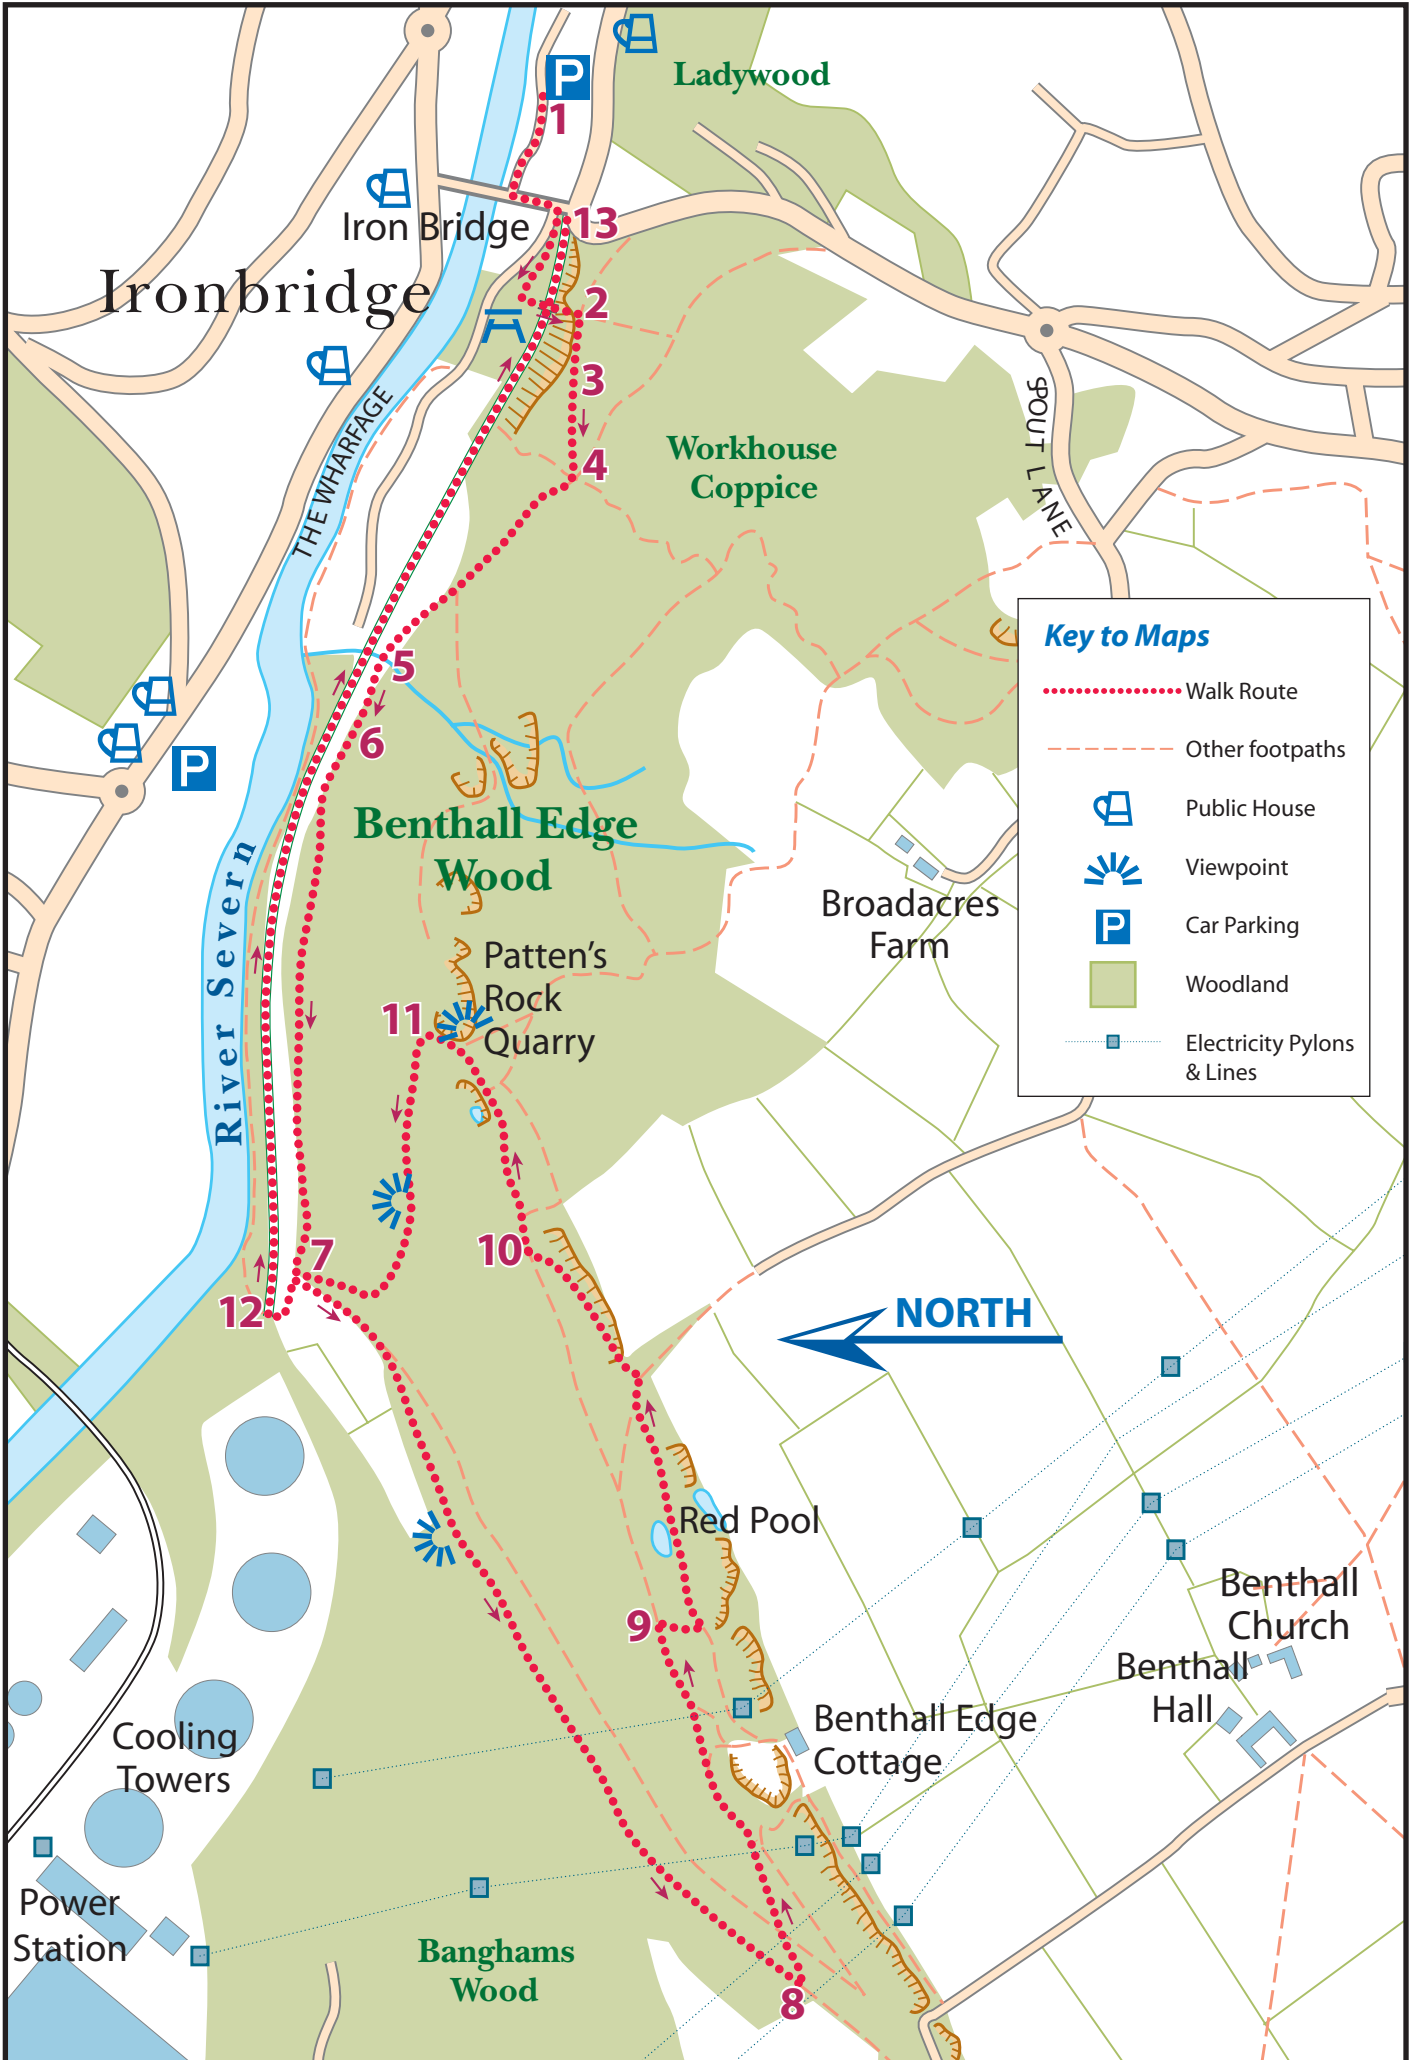 P
Ladywood
1
Iron Bridge
13
Ironbridge
2
3
THE WHARFAGE
SPOUT LANE
4
Workhouse
Coppice
Key to Maps
Walk Route
Other footpaths
Public House
Viewpoint
P
Car Parking
Woodland
Electricity Pylons
& Lines
5
6
P
Benthall Edge
Wood
River Severn
Broadacres
Farm
Patten's
Rock
Quarry
11
7
10
12
NORTH
Red Pool
9
Benthall
Church
Benthall
Hall
Benthall Edge
Cottage
Cooling
Towers
Power
Station
Banghams
Wood
8